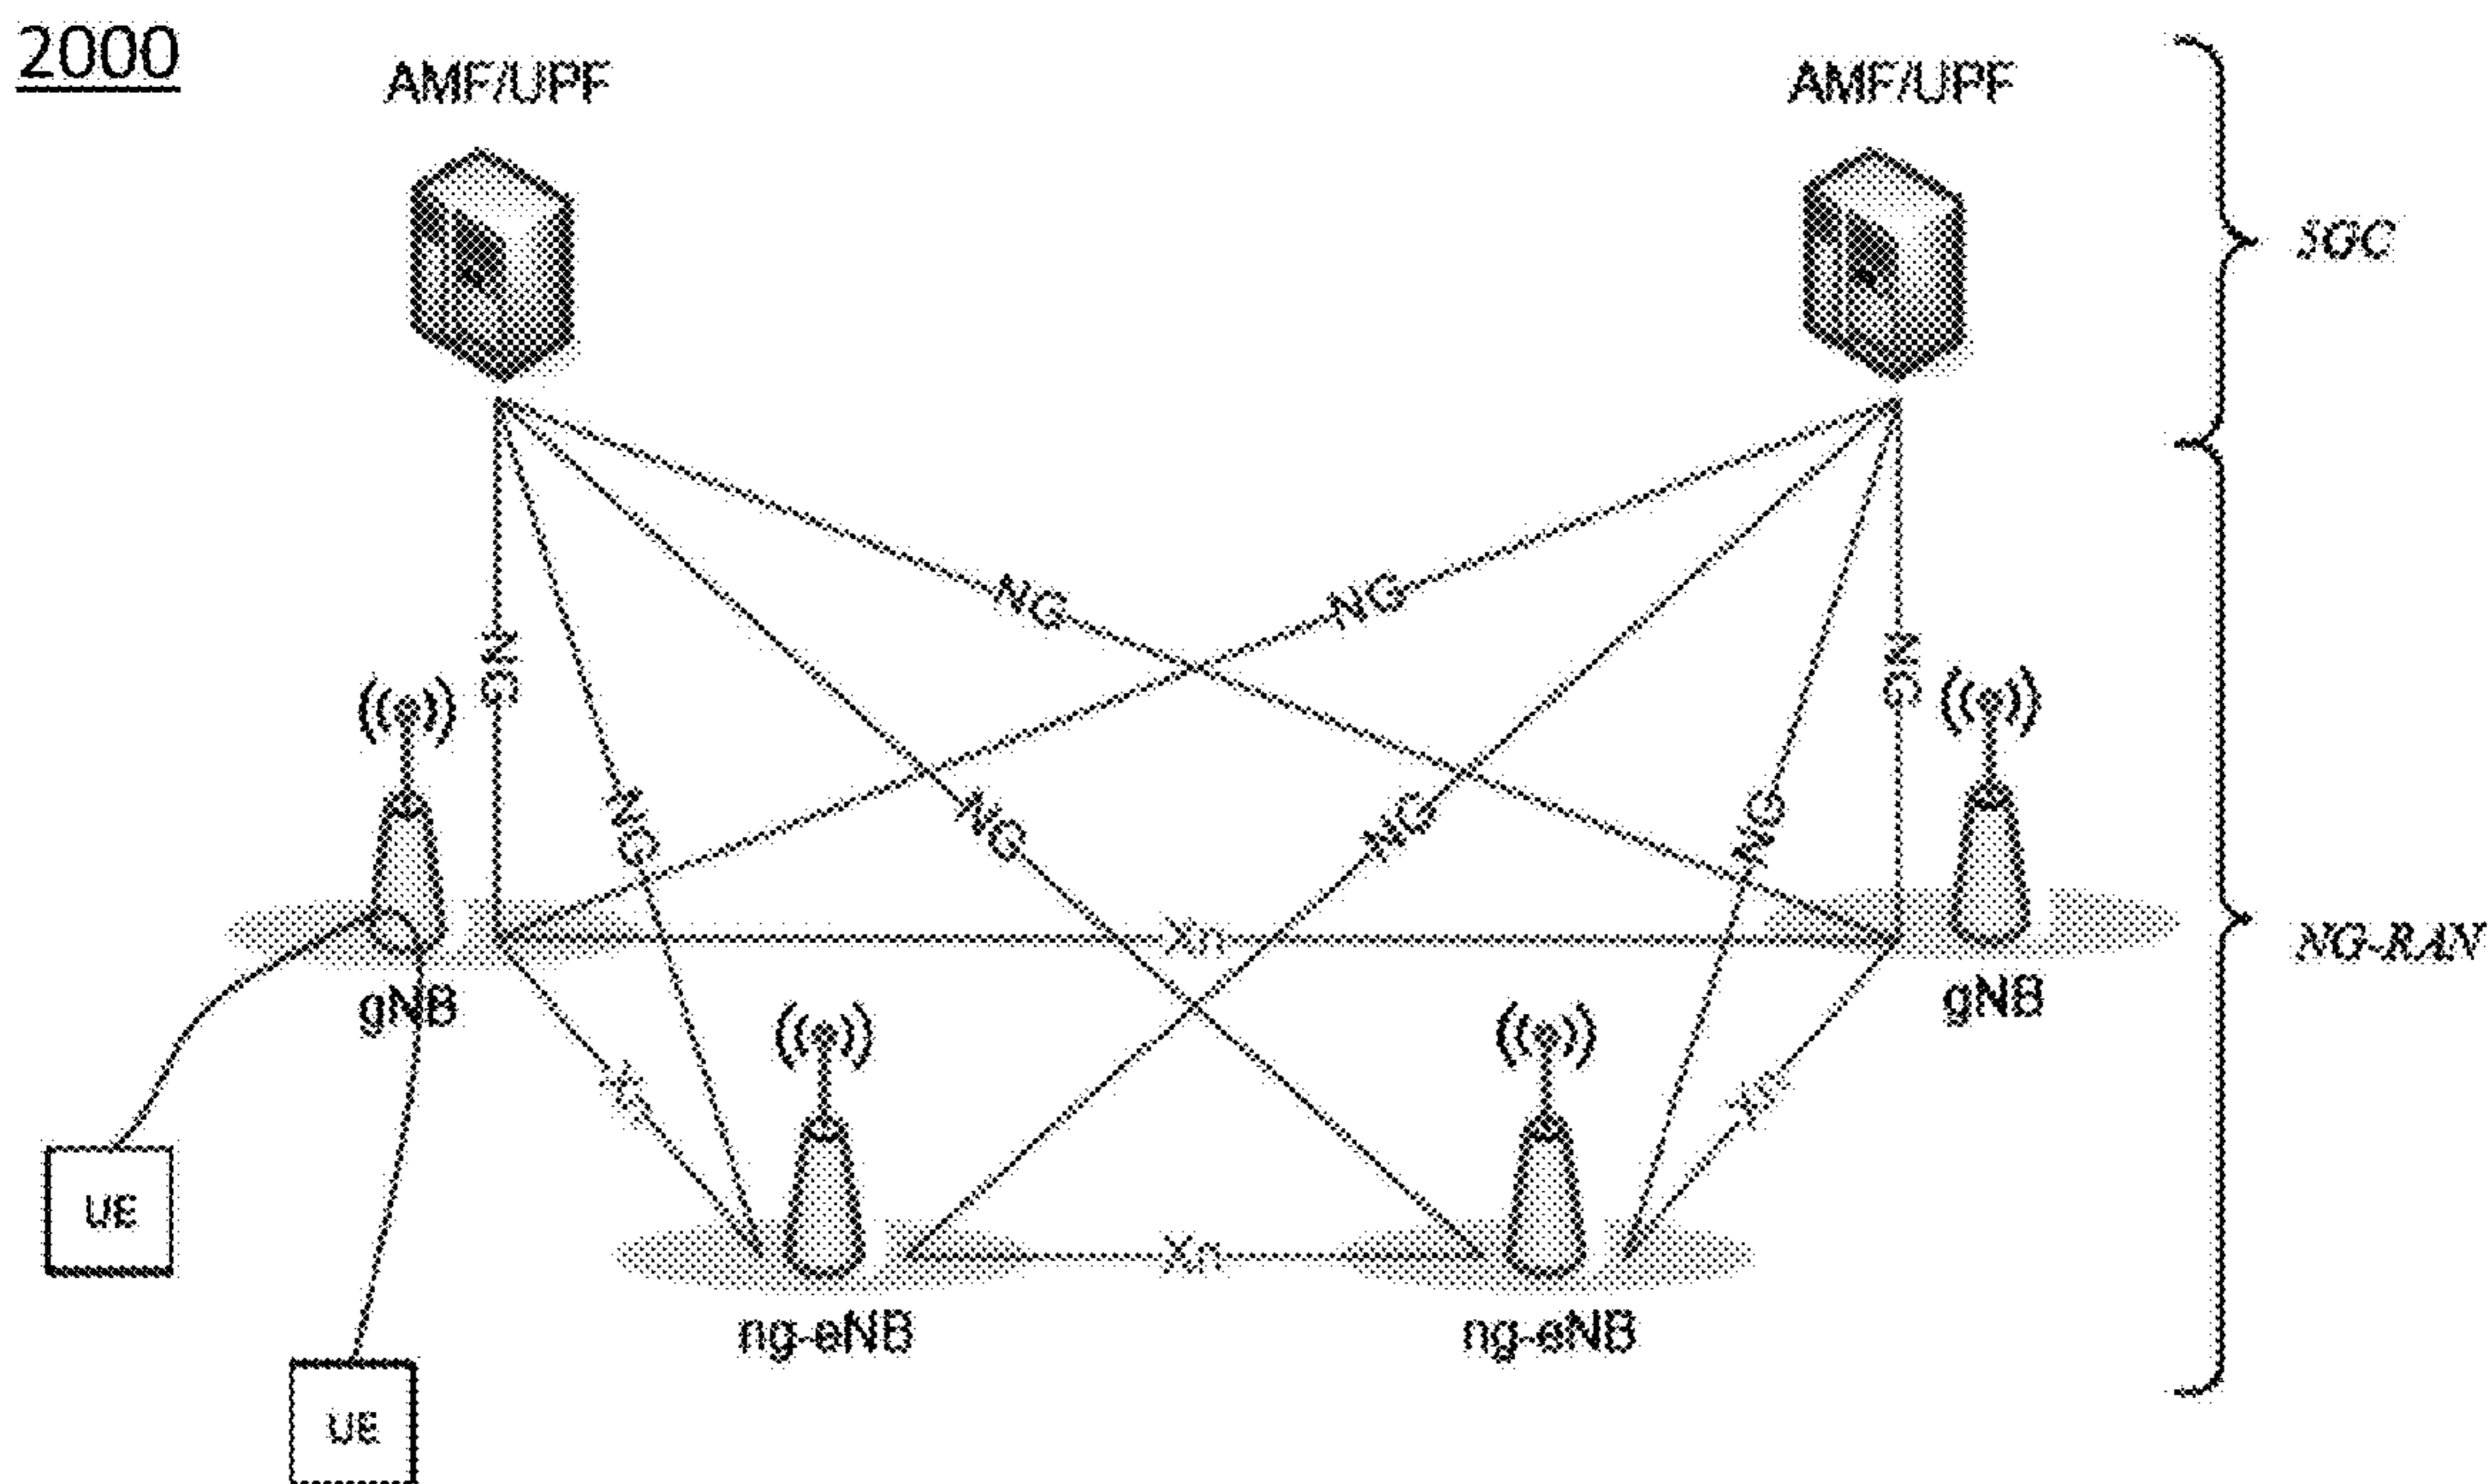 2000
AMF/UPF
AMF/UPF
5GC
NG
NG
NG
NG
NG
NG
NG
NG
Xn
NG-RAN
gNB
gNB
Xn
Xn
UE
Xn
ng-eNB
ng-eNB
UE